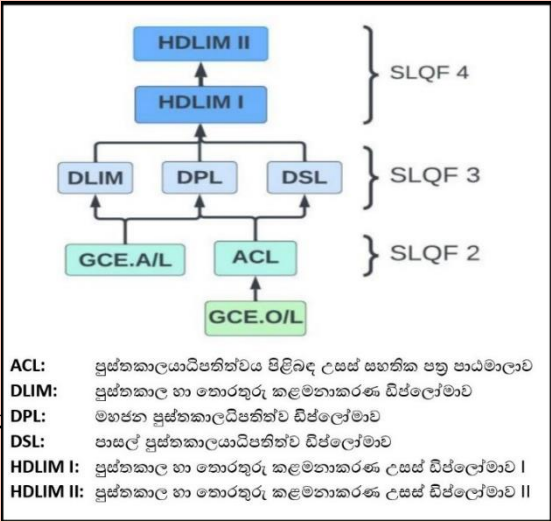 HDLIM II
SLQF 4
HDLIM I
DLIM DPL DSL SLQF 3
GCE.A/L ACL SLQF 2
GCE.O/L
ACL: පුස්තකාලයාධිපතිත්වය පිළිබඳ උසස් සහතික පත්‍ර පාඨමාලාව
DLIM: පුස්තකාල හා තොරතුරු කළමනාකරණ ඩිප්ලෝමාව
DPL: මහජන පුස්තකාලයිපතිත්ව ඩිප්ලෝමාව
DSL: පාසල් පුස්තකාලයාධිපතිත්ව ඩිප්ලෝමාව
HDLIM I: පුස්තකාල හා තොරතුරු කළමනාකරණ උසස් ඩිප්ලෝමාව I
HDLIM II: පුස්තකාල හා තොරතුරු කළමනාකරණ උසස් ඩිප්ලෝමාව II